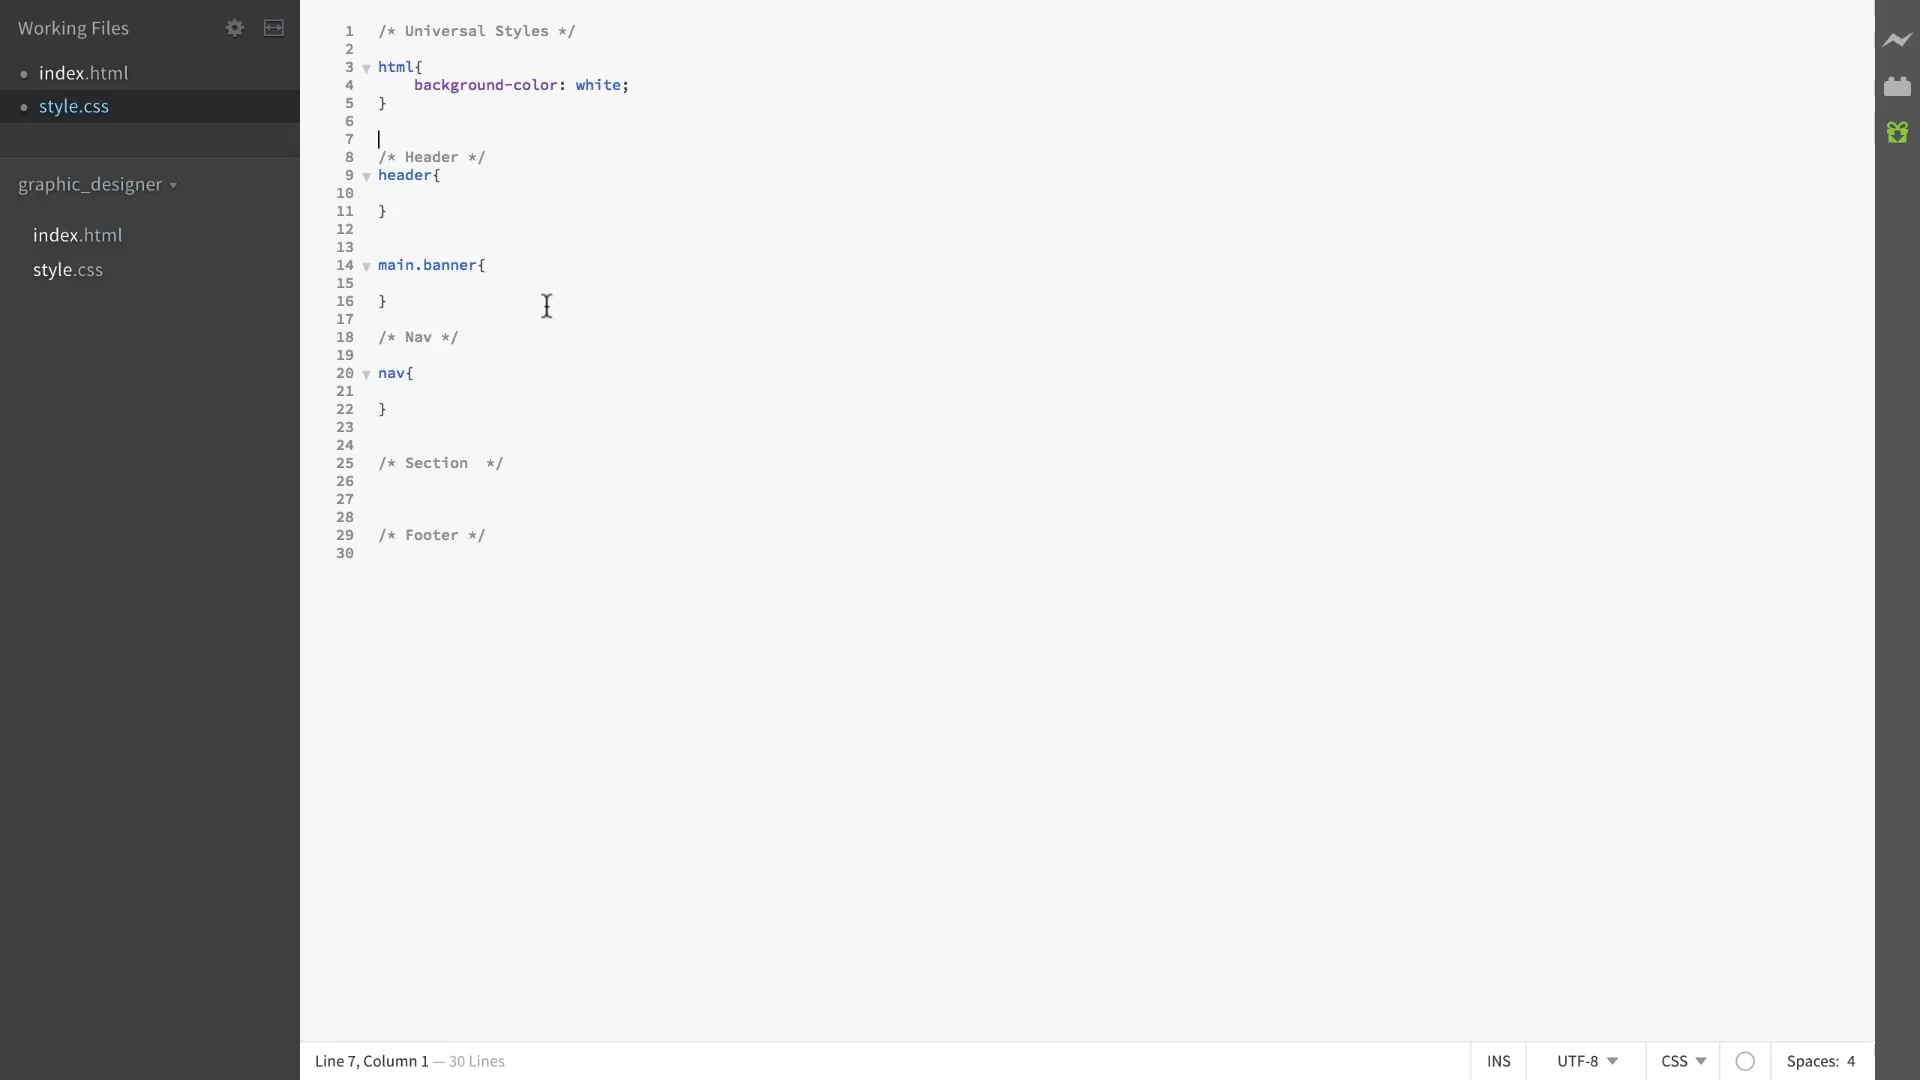 Working Files
index.html
style.css
graphic_designer
index.html
style.css
1 /* Universal Styles */
2
3 html{
4     background-color: white;
5 }
6
7
8 /* Header */
9 header{
10
11 }
12
13
14 main.banner{
15
16 }
17
18 /* Nav */
19
20 nav{
21
22 }
23
24
25 /* Section  */
26
27
28
29 /* Footer */
30
Line 7, Column 1 — 30 Lines
INS UTF-8 CSS Spaces: 4